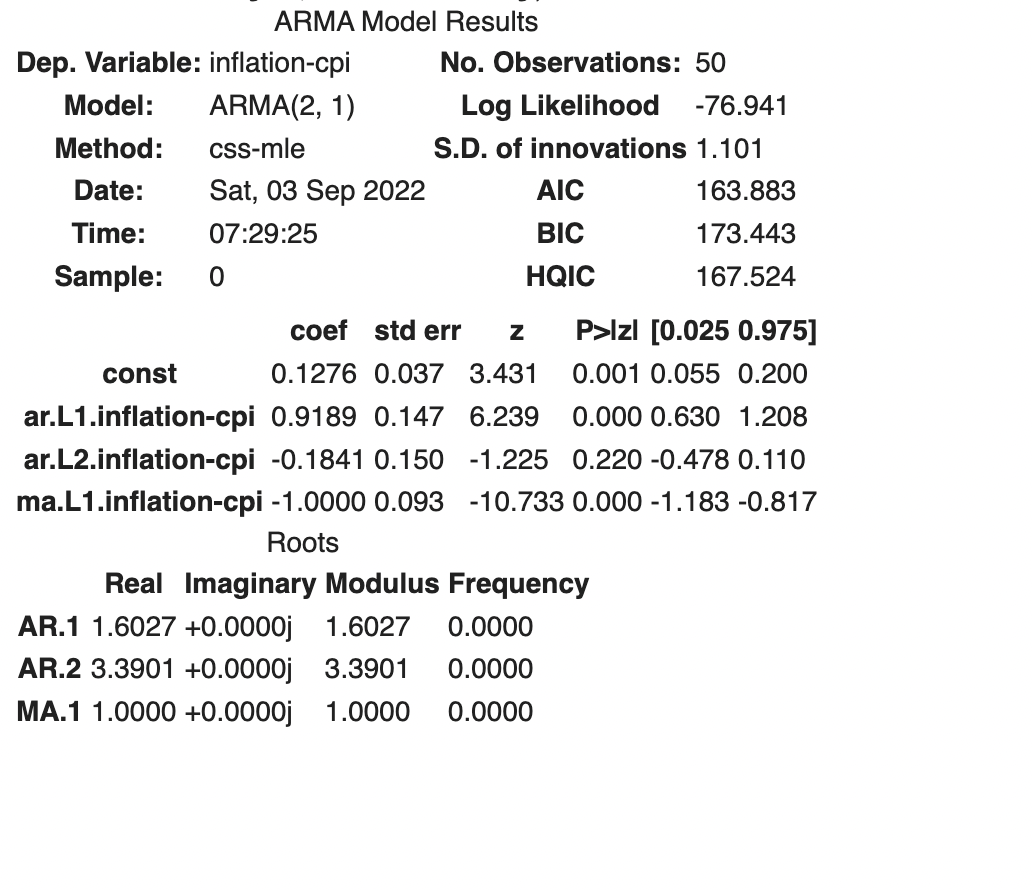 ARMA Model Results
Dep. Variable: inflation-cpi No. Observations: 50
Model: ARMA(2, 1) Log Likelihood -76.941
Method: css-mle S.D. of innovations 1.101
Date: Sat, 03 Sep 2022 AIC 163.883
Time: 07:29:25 BIC 173.443
Sample: 0 HQIC 167.524
coef std err z P>|z| [0.025 0.975]
const 0.1276 0.037 3.431 0.001 0.055 0.200
ar.L1.inflation-cpi 0.9189 0.147 6.239 0.000 0.630 1.208
ar.L2.inflation-cpi -0.1841 0.150 -1.225 0.220 -0.478 0.110
ma.L1.inflation-cpi -1.0000 0.093 -10.733 0.000 -1.183 -0.817
Roots
Real Imaginary Modulus Frequency
AR.1 1.6027 +0.0000j 1.6027 0.0000
AR.2 3.3901 +0.0000j 3.3901 0.0000
MA.1 1.0000 +0.0000j 1.0000 0.0000